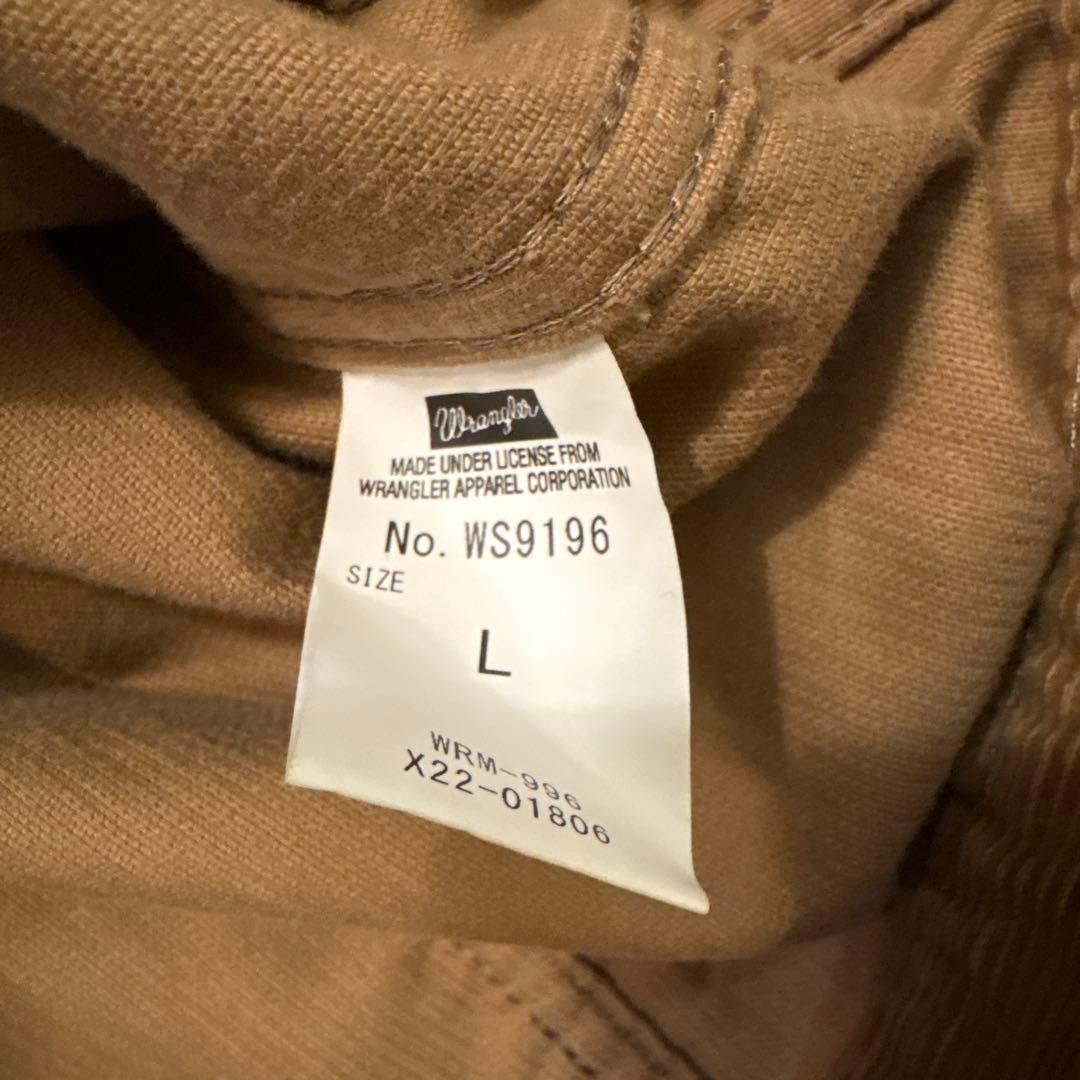 Wrangler
MADE UNDER LICENSE FROM
WRANGLER APPAREL CORPORATION
No. WS9196
SIZE
L
WRM-996
X22-01806